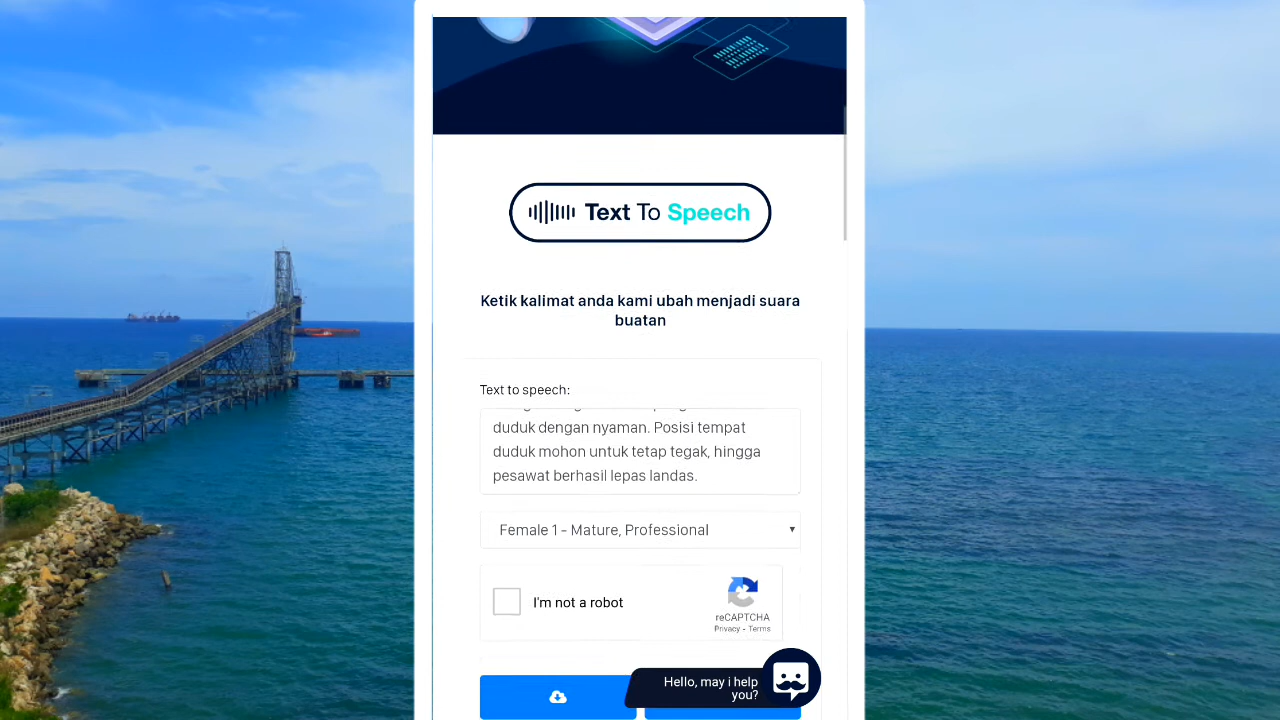 Text To Speech
Ketik kalimat anda kami ubah menjadi suara
buatan
Text to speech:
duduk dengan nyaman. Posisi tempat
duduk mohon untuk tetap tegak, hingga
pesawat berhasil lepas landas.
Female 1 - Mature, Professional
I'm not a robot
reCAPTCHA
Privacy - Terms
Hello, may i help
you?